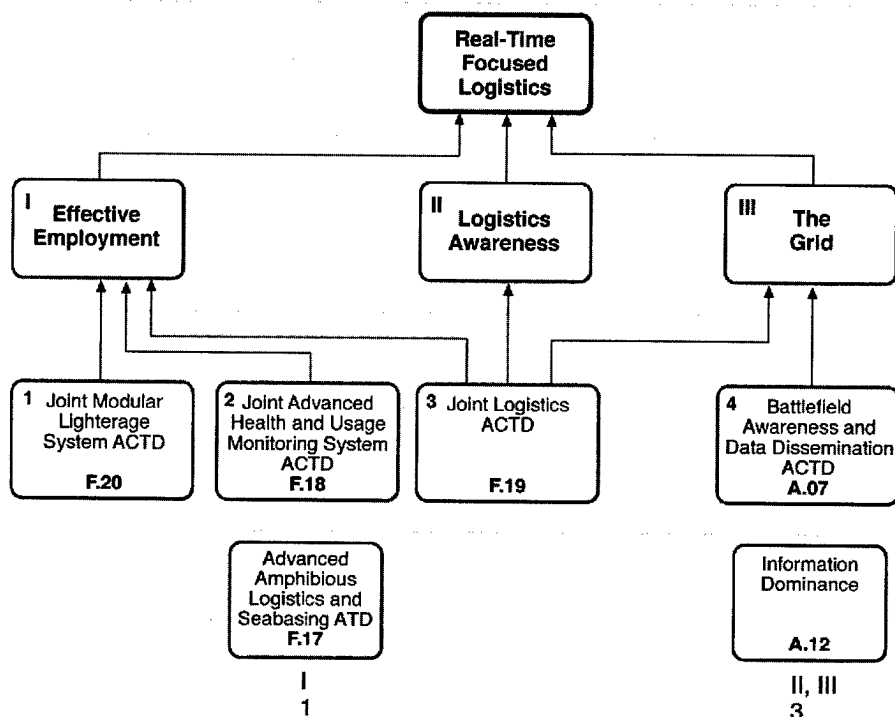 Real-Time
Focused
Logistics
I
Effective
Employment
II
Logistics
Awareness
III
The
Grid
1 Joint Modular
Lighterage
System ACTD
F.20
2 Joint Advanced
Health and Usage
Monitoring System
ACTD
F.18
3 Joint Logistics
ACTD
F.19
4 Battlefield
Awareness and
Data Dissemination
ACTD
A.07
Advanced
Amphibious
Logistics and
Seabasing ATD
F.17
I
1
Information
Dominance
A.12
II, III
3